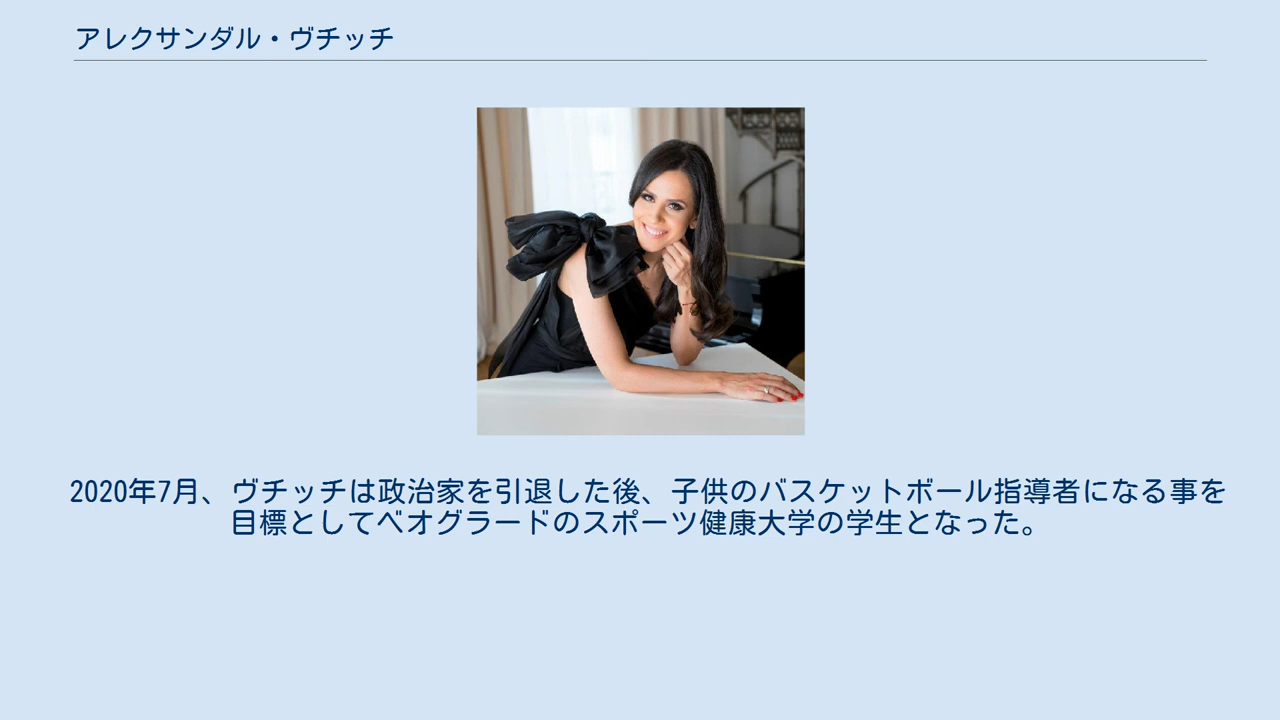 アレクサンダル・ヴチッチ
2020年7月、ヴチッチは政治家を引退した後、子供のバスケットボール指導者になる事を
目標としてベオグラードのスポーツ健康大学の学生となった。